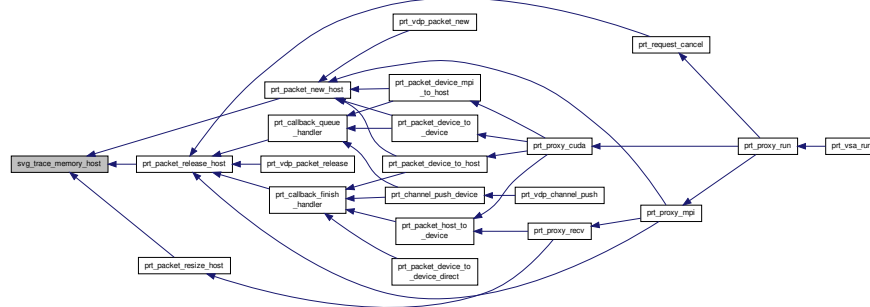 prt_vdp_packet_new
prt_request_cancel
prt_packet_new_host
prt_packet_device_mpi
_to_host
prt_callback_queue
_handler
prt_packet_device_to
_device
prt_proxy_cuda
prt_proxy_run
prt_vsa_run
svg_trace_memory_host
prt_packet_release_host
prt_vdp_packet_release
prt_packet_device_to_host
prt_callback_finish
_handler
prt_channel_push_device
prt_vdp_channel_push
prt_proxy_mpi
prt_packet_host_to
_device
prt_proxy_recv
prt_packet_resize_host
prt_packet_device_to
_device_direct